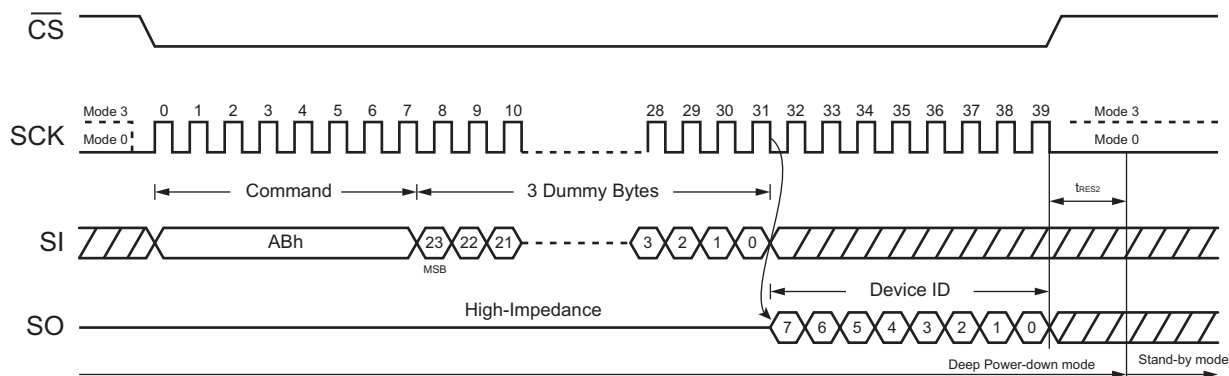 CS
0 1 2 3 4 5 6 7 8 9 10 28 29 30 31 32 33 34 35 36 37 38 39
Mode 3 Mode 3
SCK Mode 0 Mode 0
Command 3 Dummy Bytes tRES2
SI ABh 23 22 21 3 2 1 0
MSB
Device ID
High-Impedance
SO 7 6 5 4 3 2 1 0
Deep Power-down mode Stand-by mode